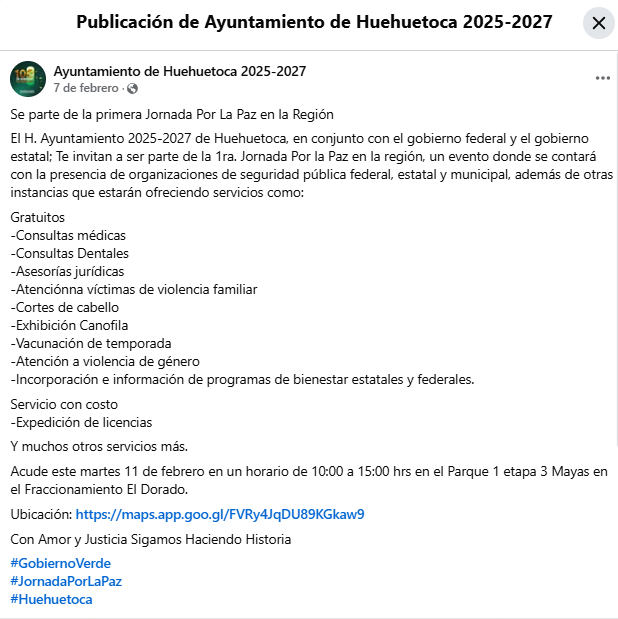 Publicación de Ayuntamiento de Huehuetoca 2025-2027
Ayuntamiento de Huehuetoca 2025-2027
7 de febrero ·
Se parte de la primera Jornada Por La Paz en la Región
El H. Ayuntamiento 2025-2027 de Huehuetoca, en conjunto con el gobierno federal y el gobierno
estatal; Te invitan a ser parte de la 1ra. Jornada Por la Paz en la región, un evento donde se contará
con la presencia de organizaciones de seguridad pública federal, estatal y municipal, además de otras
instancias que estarán ofreciendo servicios como:
Gratuitos
-Consultas médicas
-Consultas Dentales
-Asesorías jurídicas
-Atenciónna víctimas de violencia familiar
-Cortes de cabello
-Exhibición Canofila
-Vacunación de temporada
-Atención a violencia de género
-Incorporación e información de programas de bienestar estatales y federales.
Servicio con costo
-Expedición de licencias
Y muchos otros servicios más.
Acude este martes 11 de febrero en un horario de 10:00 a 15:00 hrs en el Parque 1 etapa 3 Mayas en
el Fraccionamiento El Dorado.
Ubicación: https://maps.app.goo.gl/FVRy4JqDU89KGkaw9
Con Amor y Justicia Sigamos Haciendo Historia
#GobiernoVerde
#JornadaPorLaPaz
#Huehuetoca